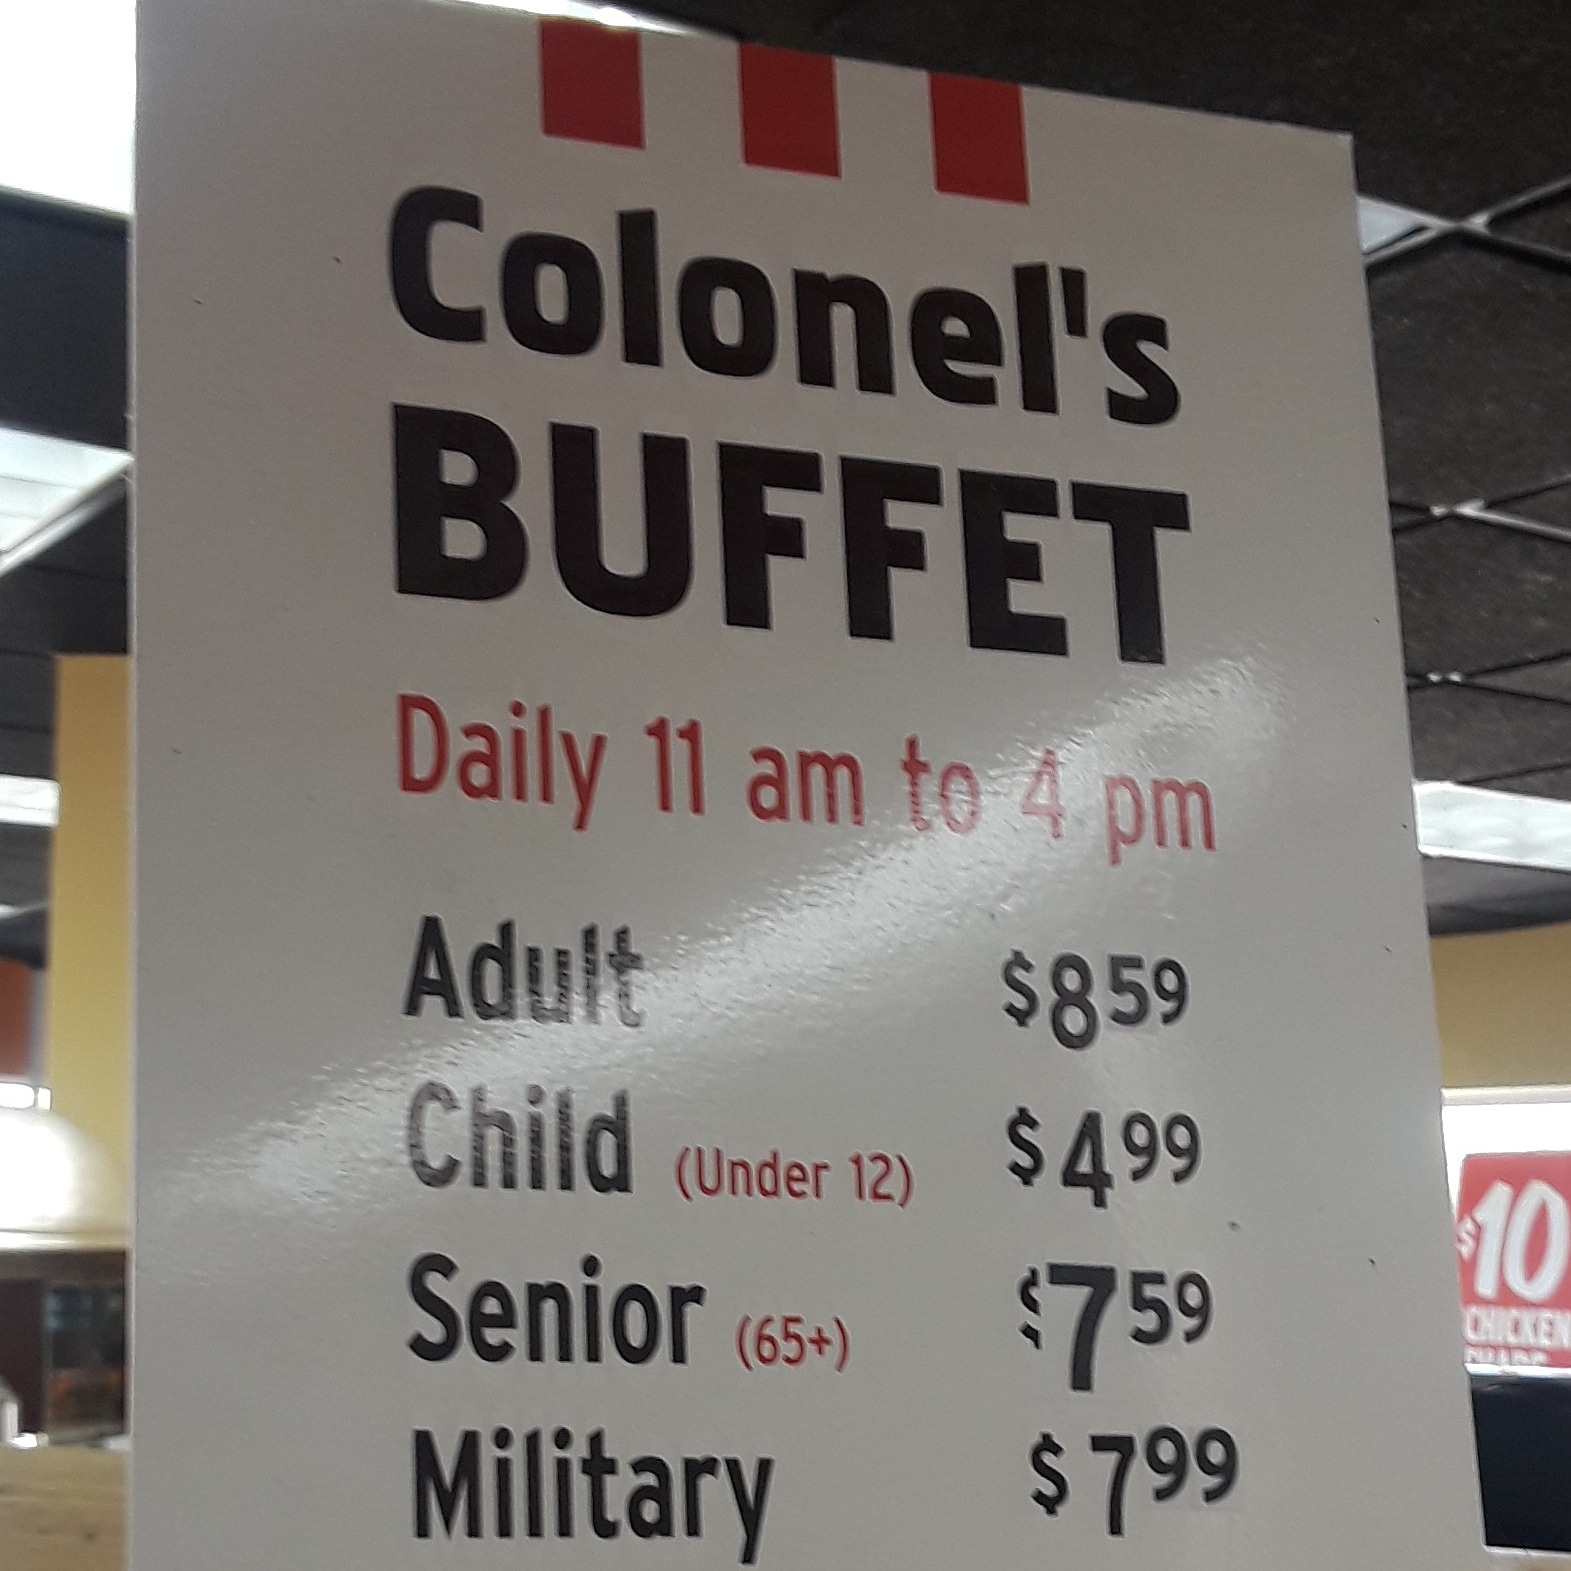 Colonel's
BUFFET
Daily 11 am to 4 pm
Adult $8 59
Child (Under 12) $4 99
Senior (65+) $7 59
Military $7 99
$10
CHICKEN